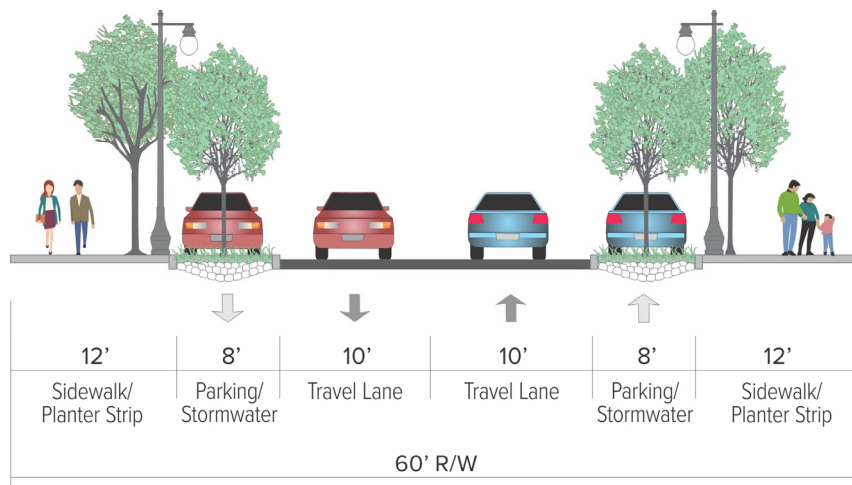 12’ 8’ 10’ 10’ 8’ 12’
Sidewalk/ Parking/ Travel Lane Travel Lane Parking/ Sidewalk/
Planter Strip Stormwater Stormwater Planter Strip
60’ R/W